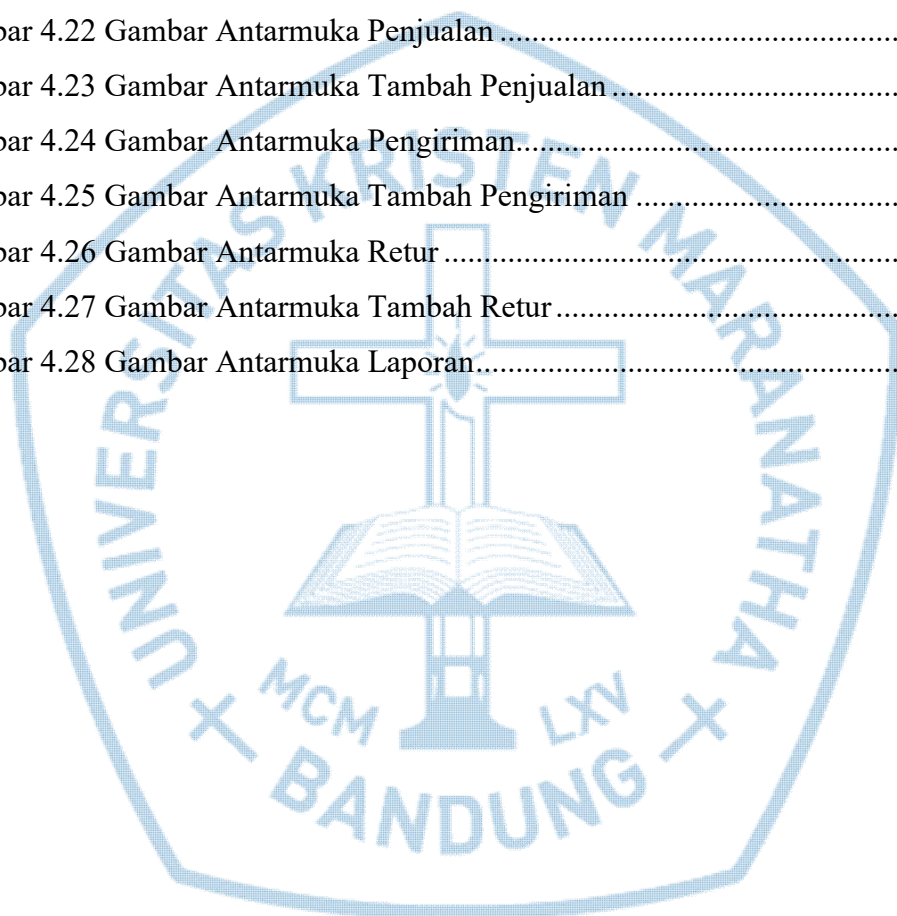 bar 4.22 Gambar Antarmuka Penjualan ..............................................
bar 4.23 Gambar Antarmuka Tambah Penjualan .................................
bar 4.24 Gambar Antarmuka Pengiriman............................................
bar 4.25 Gambar Antarmuka Tambah Pengiriman ..............................
bar 4.26 Gambar Antarmuka Retur .....................................................
bar 4.27 Gambar Antarmuka Tambah Retur .......................................
bar 4.28 Gambar Antarmuka Laporan.................................................
UNIVERSITAS KRISTEN MARANATHA
MCM LXV
+ BANDUNG +